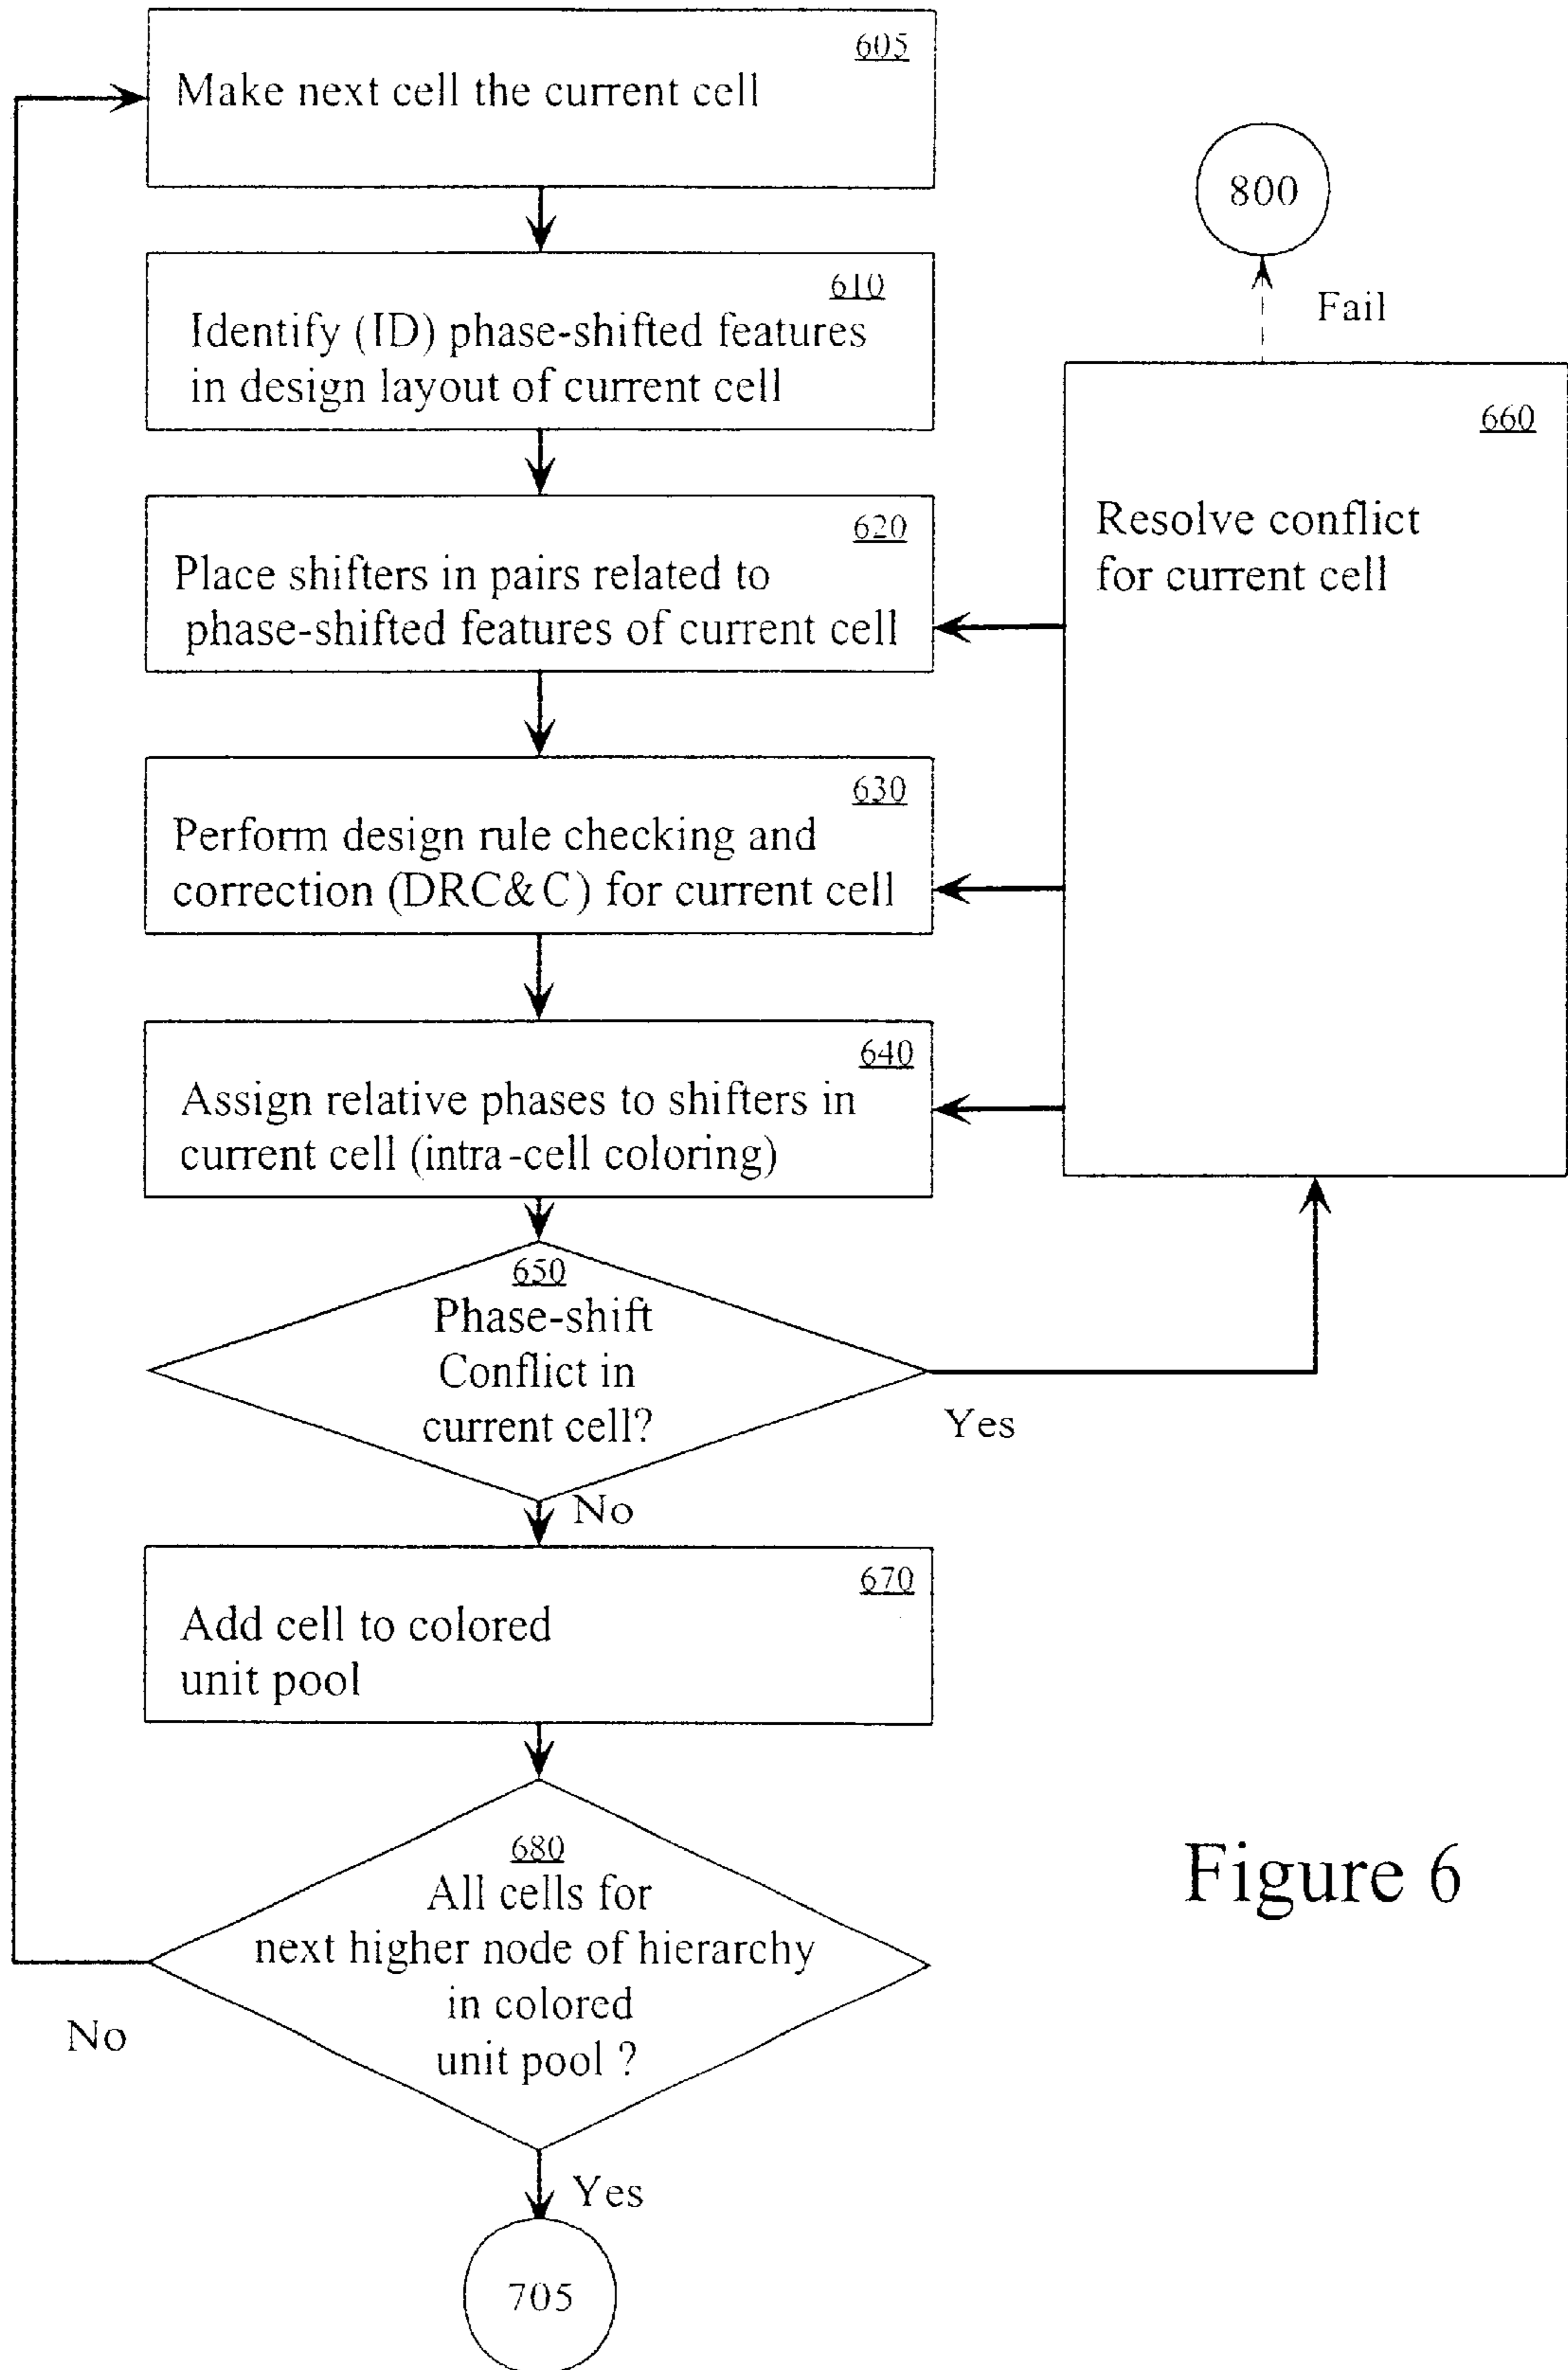 605
Make next cell the current cell
800
Fail
610
Identify (ID) phase-shifted features
in design layout of current cell
660
Resolve conflict
for current cell
620
Place shifters in pairs related to
phase-shifted features of current cell
630
Perform design rule checking and
correction (DRC&C) for current cell
640
Assign relative phases to shifters in
current cell (intra-cell coloring)
650
Phase-shift
Conflict in
current cell?
Yes
No
670
Add cell to colored
unit pool
680
All cells for
next higher node of hierarchy
in colored
unit pool ?
No
Yes
705
Figure 6